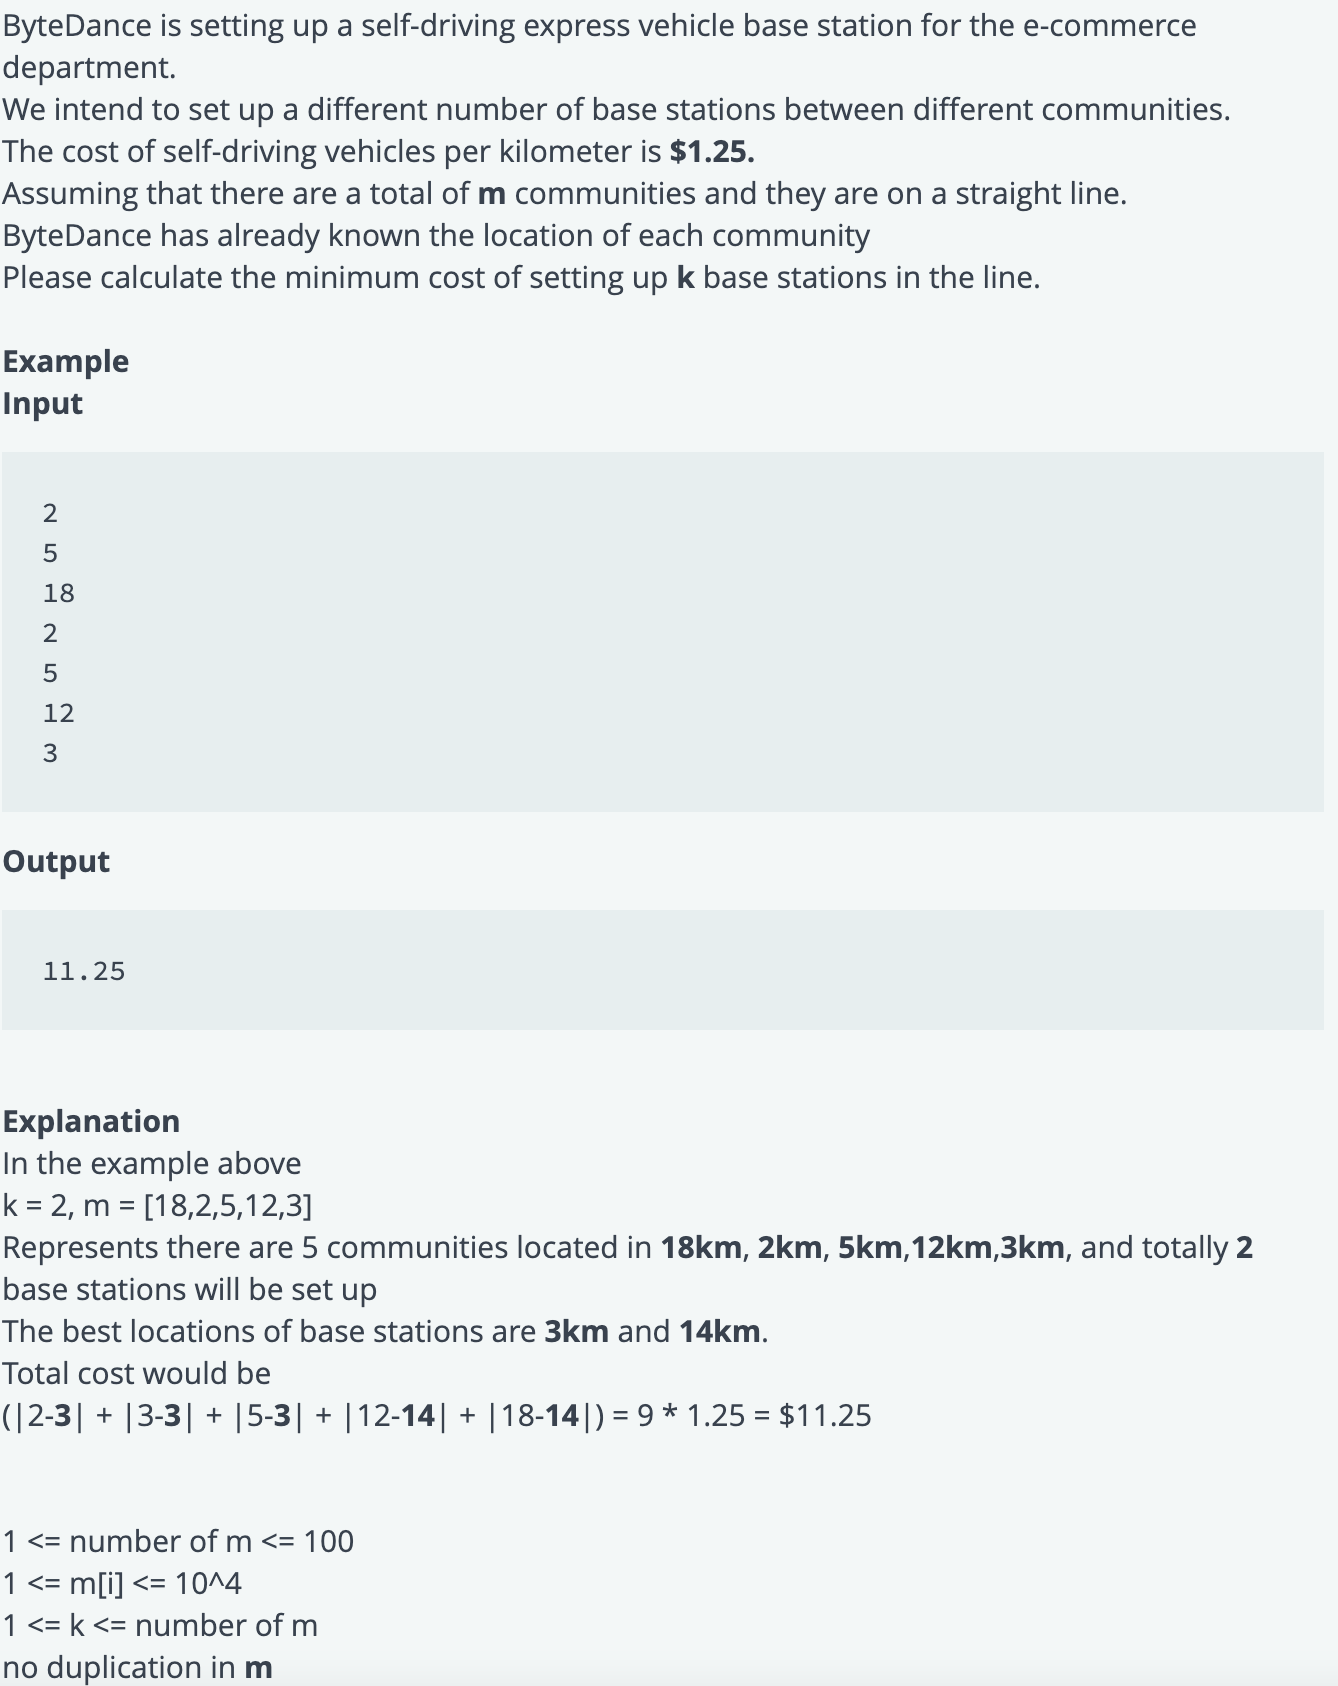 ByteDance is setting up a self-driving express vehicle base station for the e-commerce
department.
We intend to set up a different number of base stations between different communities.
The cost of self-driving vehicles per kilometer is $1.25.
Assuming that there are a total of m communities and they are on a straight line.
ByteDance has already known the location of each community
Please calculate the minimum cost of setting up k base stations in the line.
Example
Input
2
5
18
2
5
12
3
Output
11.25
Explanation
In the example above
k = 2, m = [18,2,5,12,3]
Represents there are 5 communities located in 18km, 2km, 5km,12km,3km, and totally 2
base stations will be set up
The best locations of base stations are 3km and 14km.
Total cost would be
(|2-3| + |3-3| + |5-3| + |12-14| + |18-14|) = 9 * 1.25 = $11.25
1 <= number of m <= 100
1 <= m[i] <= 10^4
1 <= k <= number of m
no duplication in m